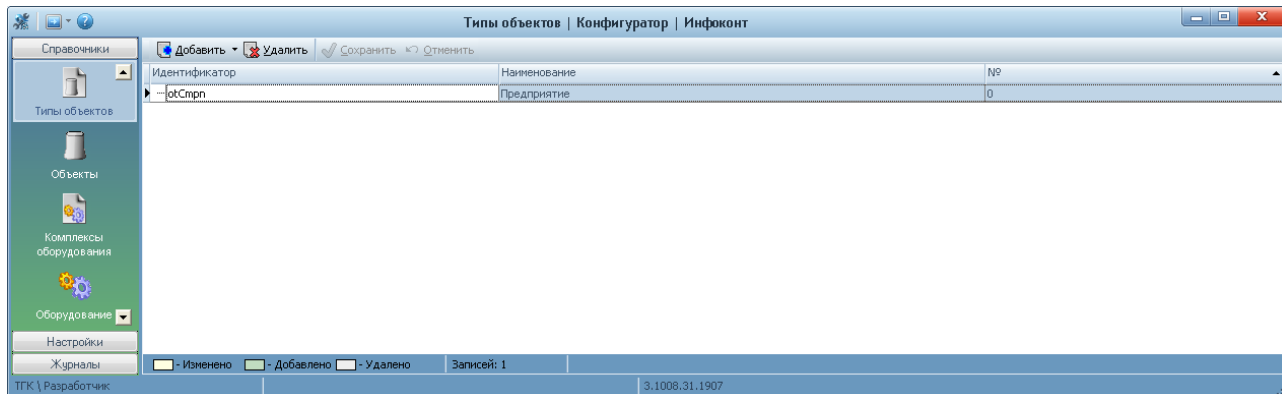 Типы объектов | Конфигуратор | Инфоконт
Справочники
Добавить Удалить Сохранить Отменить
Идентификатор Наименование № 
otCmpn Предприятие 0
Типы объектов
Объекты
Комплексы
оборудования
Оборудование
Настройки
Журналы
- Изменено - Добавлено - Удалено Записей: 1
ТГК \ Разработчик 3.1008.31.1907